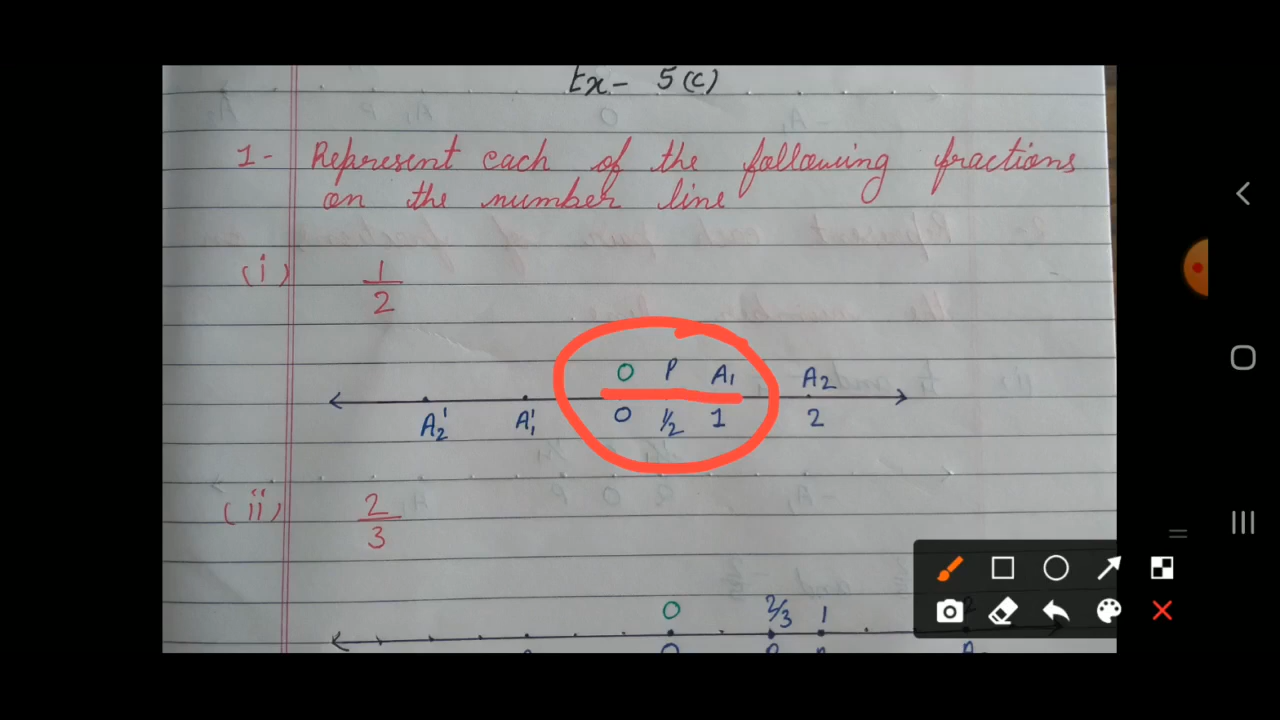 Ex - 5(c)
1- Represent each of the following fractions
on the number line
(i) 1/2
O P A1 A2
A2' A1' 0 1/2 1 2
(ii) 2/3
O 2/3 1 2